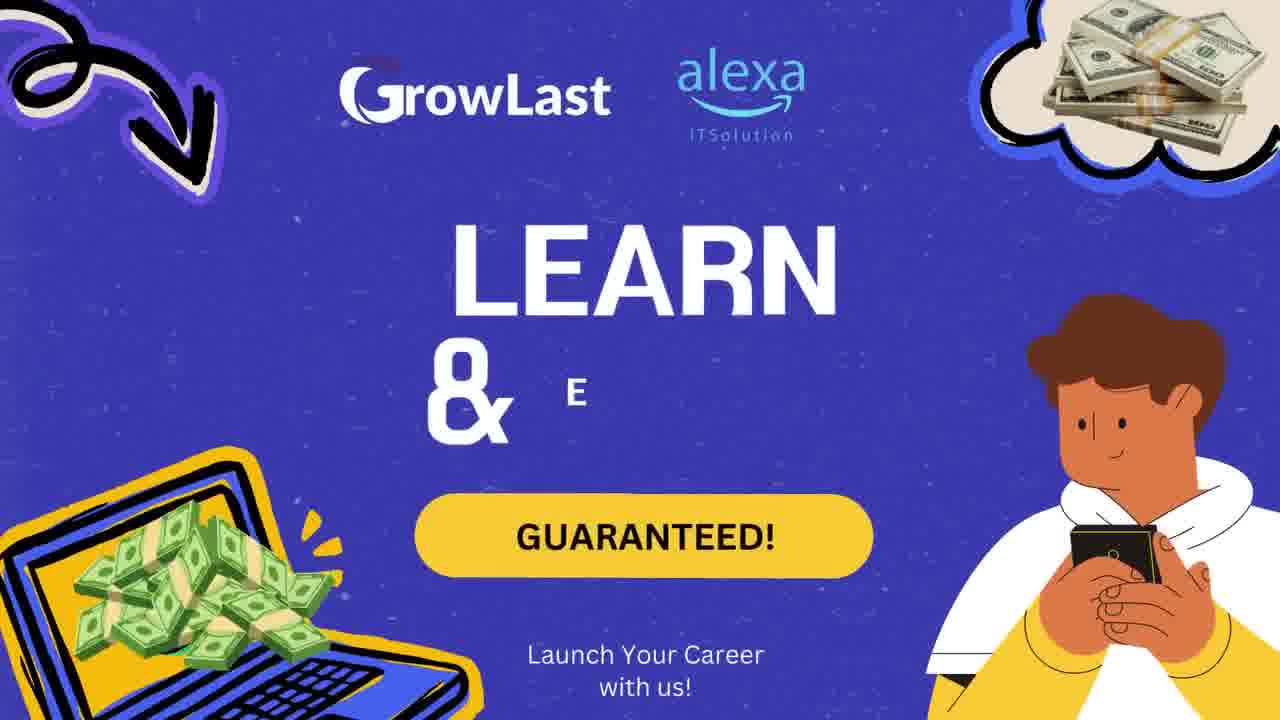 GrowLast
alexa
ITSolution
LEARN
& E
GUARANTEED!
Launch Your Career
with us!